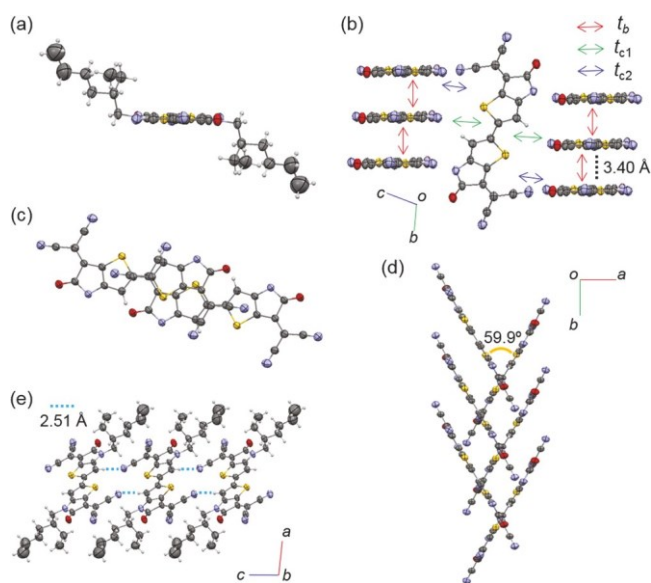 (a)
(b)
t_b
t_c1
t_c2
3.40 Å
c
o
b
(c)
(d)
o
a
b
59.9°
(e)
2.51 Å
a
c
b